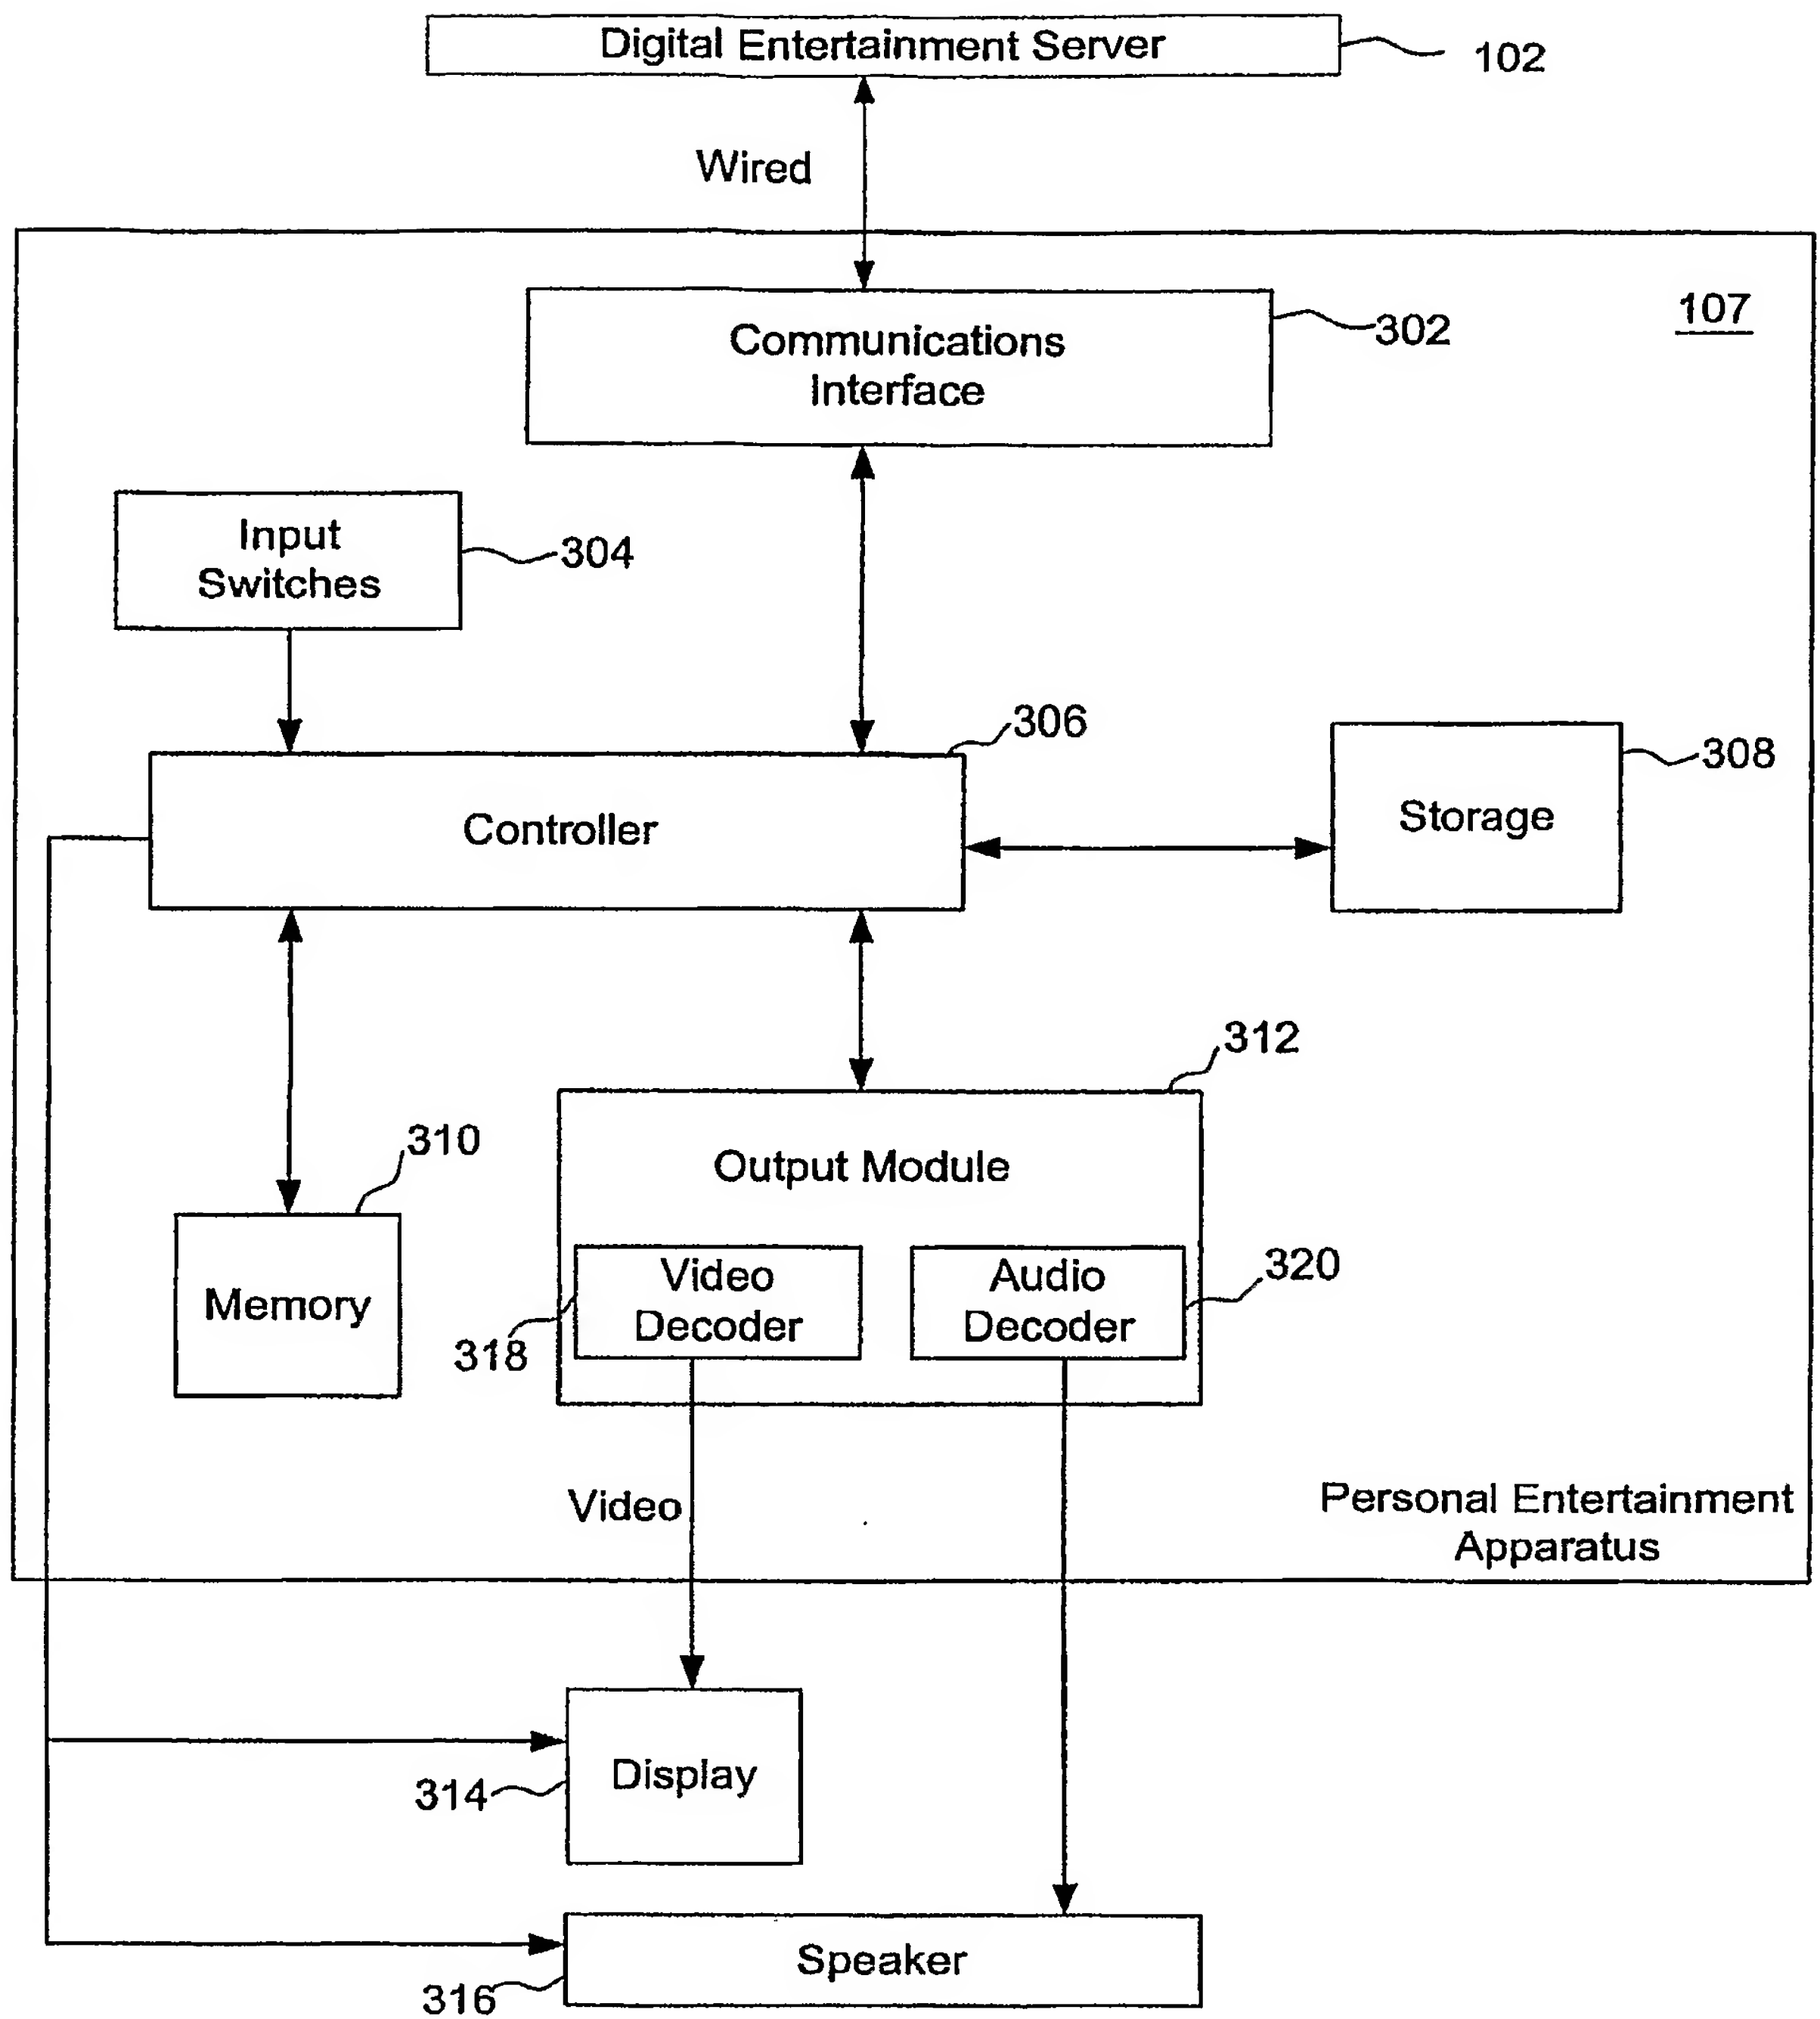 Digital Entertainment Server
102
Wired
107
Communications
Interface
302
Input
Switches
304
306
Controller
Storage
308
312
310
Output Module
Memory
Video
Decoder
318
Audio
Decoder
320
Video
Personal Entertainment
Apparatus
Display
314
Speaker
316